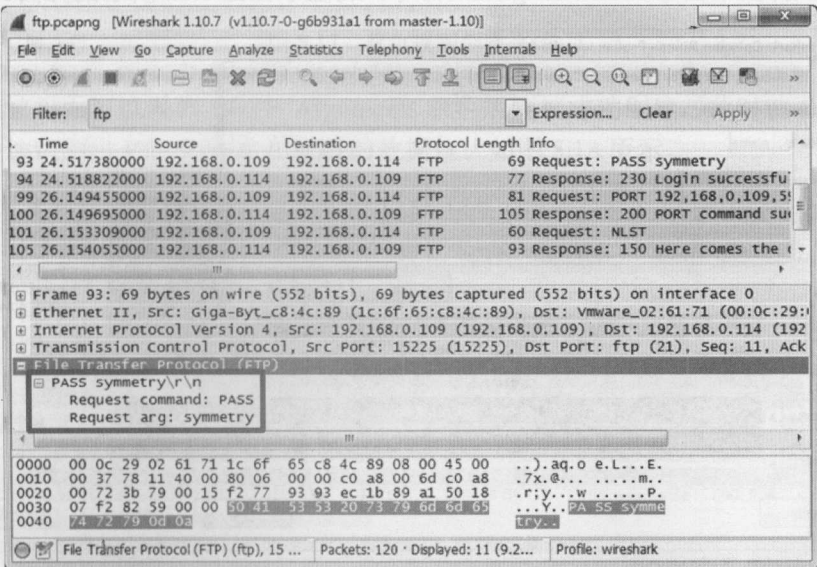 ftp.pcapng [Wireshark 1.10.7 (v1.10.7-0-g6b931a1 from master-1.10)]
File Edit View Go Capture Analyze Statistics Telephony Tools Internals Help
Filter: ftp Expression... Clear Apply
Time Source Destination Protocol Length Info
93 24.517380000 192.168.0.109 192.168.0.114 FTP 69 Request: PASS symmetry
94 24.518822000 192.168.0.114 192.168.0.109 FTP 77 Response: 230 Login successfu
99 26.149455000 192.168.0.109 192.168.0.114 FTP 81 Request: PORT 192,168,0,109,5
100 26.149695000 192.168.0.114 192.168.0.109 FTP 105 Response: 200 PORT command su
101 26.153309000 192.168.0.109 192.168.0.114 FTP 60 Request: NLST
105 26.154055000 192.168.0.114 192.168.0.109 FTP 93 Response: 150 Here comes the
Frame 93: 69 bytes on wire (552 bits), 69 bytes captured (552 bits) on interface 0
Ethernet II, Src: Giga-Byt_c8:4c:89 (1c:6f:65:c8:4c:89), Dst: Vmware_02:61:71 (00:0c:29:
Internet Protocol Version 4, Src: 192.168.0.109 (192.168.0.109), Dst: 192.168.0.114 (192
Transmission Control Protocol, Src Port: 15225 (15225), Dst Port: ftp (21), Seq: 11, Ack
File Transfer Protocol (FTP)
PASS symmetry\r\n
Request command: PASS
Request arg: symmetry
0000 00 0c 29 02 61 71 1c 6f 65 c8 4c 89 08 00 45 00 ..).aq.o e.L...E.
0010 00 37 78 11 40 00 80 06 00 00 c0 a8 00 6d c0 a8 .7x.@... .....m..
0020 00 72 3b 79 00 15 f2 77 93 93 ec 1b 89 a1 50 18 .r;y...w ......P.
0030 07 f2 82 59 00 00 50 41 53 53 20 73 79 6d 6d 65 ...Y..PA SS symme
0040 74 72 79 0d 0a try..
File Transfer Protocol (FTP) (ftp), 15 ... Packets: 120 · Displayed: 11 (9.2... Profile: wireshark